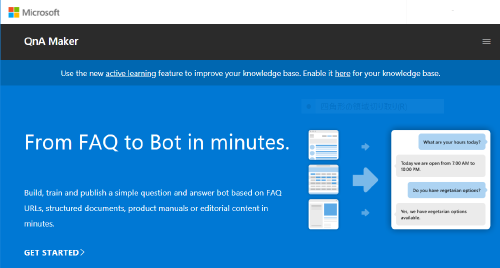 Microsoft
QnA Maker
Use the new active learning feature to improve your knowledge base. Enable it here for your knowledge base.
From FAQ to Bot in minutes.
Build, train and publish a simple question and answer bot based on FAQ
URLs, structured documents, product manuals or editorial content in
minutes.
GET STARTED
What are your hours today?
Today we are open from 7:00 AM to
10:00 PM.
Do you have vegetarian options?
Yes, we have vegetarian options
available.